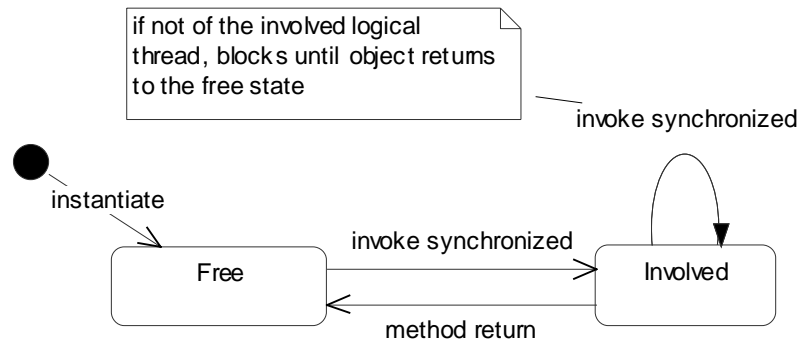 if not of the involved logical
thread, blocks until object returns
to the free state
invoke synchronized
instantiate
invoke synchronized
Free
Involved
method return